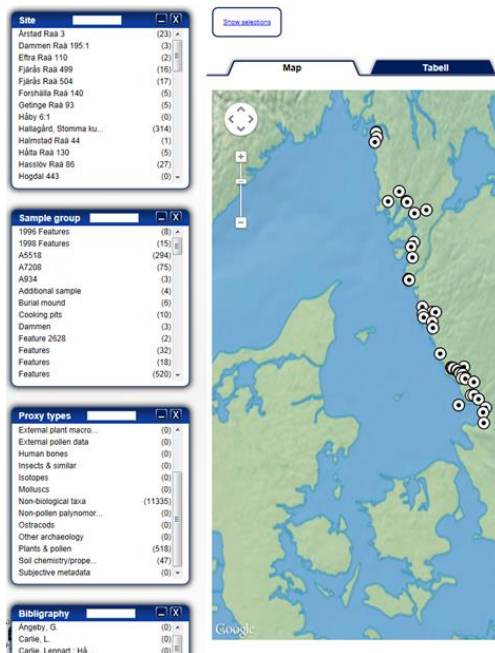 Site
Årstad Raä 3 (23)
Dammen Raä 195:1 (3)
Eftra Raä 110 (2)
Fjärås Raä 499 (16)
Fjärås Raä 504 (17)
Forshälla Raä 140 (5)
Getinge Raä 93 (5)
Håby 6:1 (0)
Hallagård, Stomma ku... (314)
Halmstad Raä 44 (1)
Hålta Raä 130 (5)
Hasslöv Raä 86 (27)
Hogdal 443 (0)
Sample group
1996 Features (8)
1998 Features (15)
A5518 (294)
A7208 (75)
A934 (3)
Additional sample (4)
Burial mound (6)
Cooking pits (10)
Dammen (3)
Feature 2628 (2)
Features (32)
Features (18)
Features (520)
Proxy types
External plant macro... (0)
External pollen data (0)
Human bones (0)
Insects & similar (0)
Isotopes (0)
Molluscs (0)
Non-biological taxa (11335)
Non-pollen palynomor... (0)
Ostracods (0)
Other archaeology (0)
Plants & pollen (518)
Soil chemistry/prope... (47)
Subjective metadata (0)
Bibligraphy
Ångeby, G. (0)
Carlie, L. (0)
Carlie, Lennart.; Hå... (0)
Show selections
Map Tabell
Google